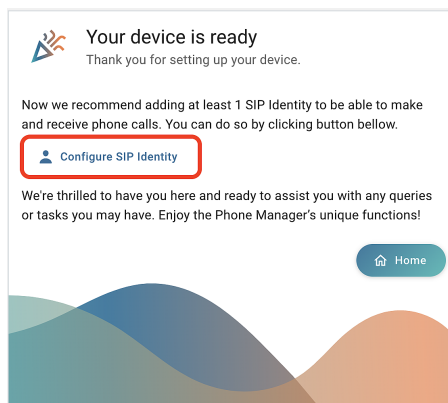 Your device is ready
Thank you for setting up your device.
Now we recommend adding at least 1 SIP Identity to be able to make
and receive phone calls. You can do so by clicking button bellow.
Configure SIP Identity
We're thrilled to have you here and ready to assist you with any queries
or tasks you may have. Enjoy the Phone Manager's unique functions!
Home